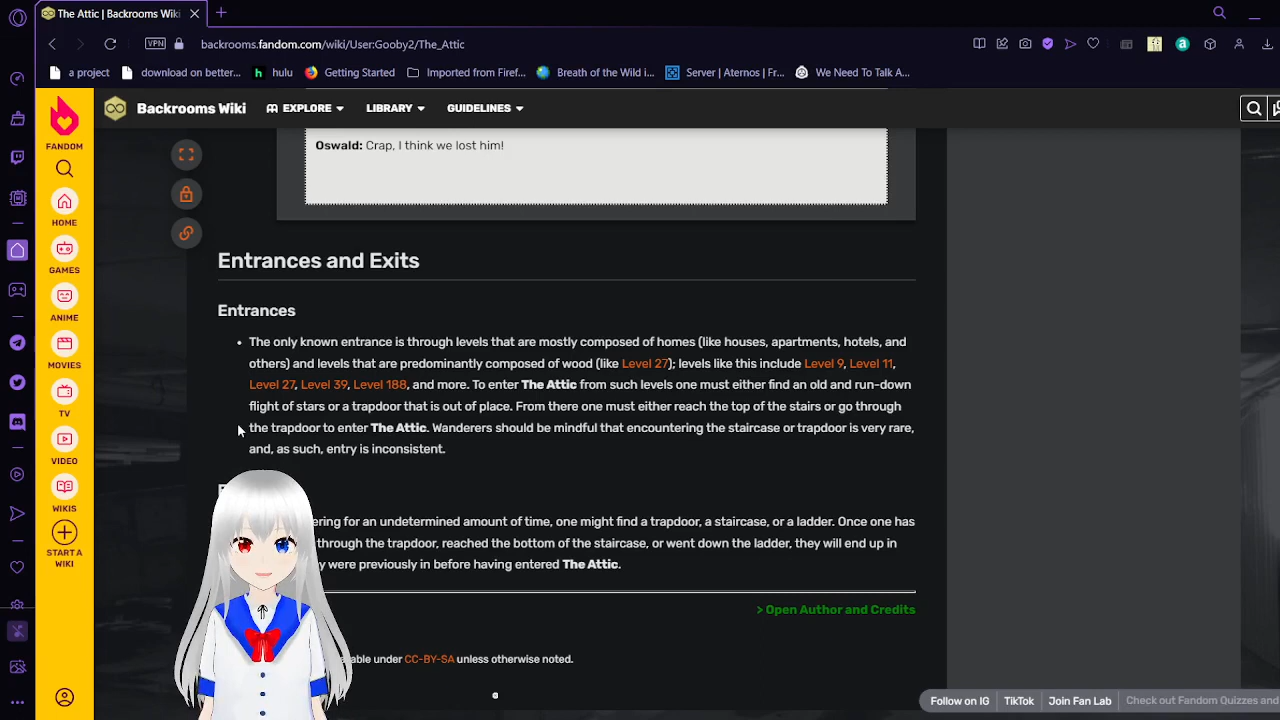 The Attic | Backrooms Wiki
VPN
backrooms.fandom.com/wiki/User:Gooby2/The_Attic
a project
download on better...
hulu
Getting Started
Imported from Firef...
Breath of the Wild i...
Server | Aternos | Fr...
We Need To Talk A...
Backrooms Wiki
EXPLORE
LIBRARY
GUIDELINES
FANDOM
HOME
GAMES
ANIME
MOVIES
TV
VIDEO
WIKIS
START A
WIKI
Oswald: Crap, I think we lost him!
Entrances and Exits
Entrances
• The only known entrance is through levels that are mostly composed of homes (like houses, apartments, hotels, and
others) and levels that are predominantly composed of wood (like Level 27); levels like this include Level 9, Level 11,
Level 27, Level 39, Level 188, and more. To enter The Attic from such levels one must either find an old and run-down
flight of stars or a trapdoor that is out of place. From there one must either reach the top of the stairs or go through
the trapdoor to enter The Attic. Wanderers should be mindful that encountering the staircase or trapdoor is very rare,
and, as such, entry is inconsistent.
ering for an undetermined amount of time, one might find a trapdoor, a staircase, or a ladder. Once one has
through the trapdoor, reached the bottom of the staircase, or went down the ladder, they will end up in
y were previously in before having entered The Attic.
> Open Author and Credits
able under CC-BY-SA unless otherwise noted.
Follow on IG
TikTok
Join Fan Lab
Check out Fandom Quizzes and